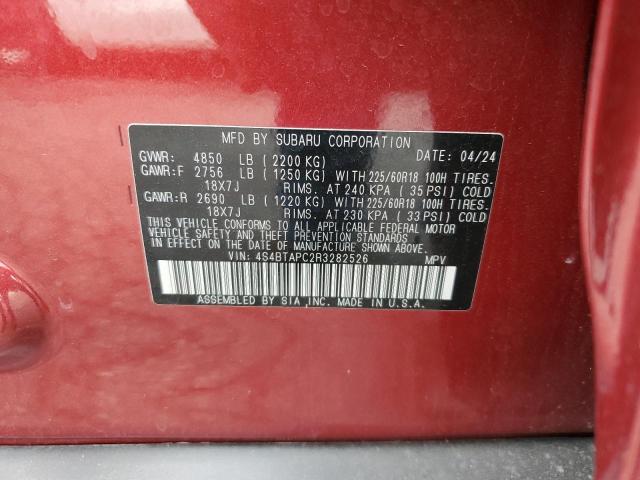 MFD BY SUBARU CORPORATION
GVWR: 4850 LB ( 2200 KG) DATE: 04/24
GAWR:F 2756 LB ( 1250 KG) WITH 225/60R18 100H TIRES.
18X7J RIMS. AT 240 KPA ( 35 PSI) COLD
GAWR:R 2690 LB ( 1220 KG) WITH 225/60R18 100H TIRES.
18X7J RIMS. AT 230 KPA ( 33 PSI) COLD
THIS VEHICLE CONFORMS TO ALL APPLICABLE FEDERAL MOTOR
VEHICLE SAFETY AND THEFT PREVENTION STANDARDS
IN EFFECT ON THE DATE OF MANUFACTURE SHOWN ABOVE.
VIN: 4S4BTAPC2R3282526 MPV
ASSEMBLED BY SIA, INC. MADE IN U.S.A.